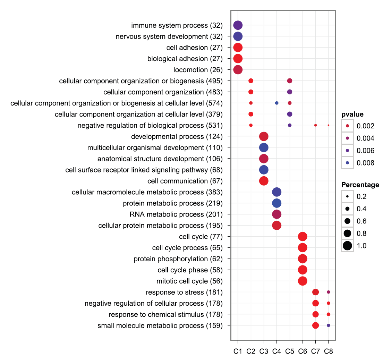 immune system process (32)
nervous system development (32)
cell adhesion (27)
biological adhesion (27)
locomotion (26)
cellular component organization or biogenesis (495)
cellular component organization (483)
cellular component organization or biogenesis at cellular level (574)
cellular component organization at cellular level (379)
negative regulation of biological process (531)
developmental process (124)
multicellular organismal development (110)
anatomical structure development (106)
cell surface receptor linked signaling pathway (68)
cell communication (67)
cellular macromolecule metabolic process (383)
protein metabolic process (219)
RNA metabolic process (201)
cellular protein metabolic process (195)
cell cycle (77)
cell cycle process (65)
protein phosphorylation (62)
cell cycle phase (58)
mitotic cell cycle (56)
response to stress (181)
negative regulation of cellular process (178)
response to chemical stimulus (178)
small molecule metabolic process (159)
C1 C2 C3 C4 C5 C6 C7 C8
pvalue
0.002
0.004
0.006
0.008
Percentage
0.2
0.4
0.6
0.8
1.0